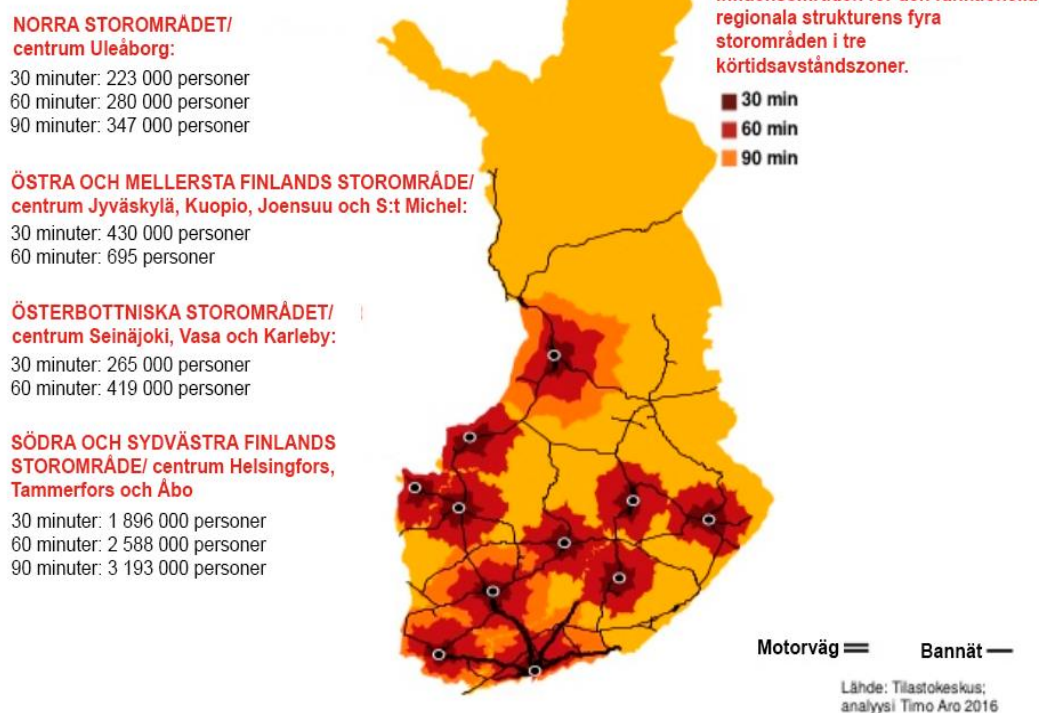 NORRA STOROMRÅDET/
centrum Uleåborg:
30 minuter: 223 000 personer
60 minuter: 280 000 personer
90 minuter: 347 000 personer
ÖSTRA OCH MELLERSTA FINLANDS STOROMRÅDE/
centrum Jyväskylä, Kuopio, Joensuu och S:t Michel:
30 minuter: 430 000 personer
60 minuter: 695 personer
ÖSTERBOTTNISKA STOROMRÅDET/
centrum Seinäjoki, Vasa och Karleby:
30 minuter: 265 000 personer
60 minuter: 419 000 personer
SÖDRA OCH SYDVÄSTRA FINLANDS
STOROMRÅDE/ centrum Helsingfors,
Tammerfors och Åbo
30 minuter: 1 896 000 personer
60 minuter: 2 588 000 personer
90 minuter: 3 193 000 personer
regionala strukturens fyra
storområden i tre
körtidsavståndszoner.
30 min
60 min
90 min
Motorväg
Bannät
Lähde: Tilastokeskus;
analyysi Timo Aro 2016